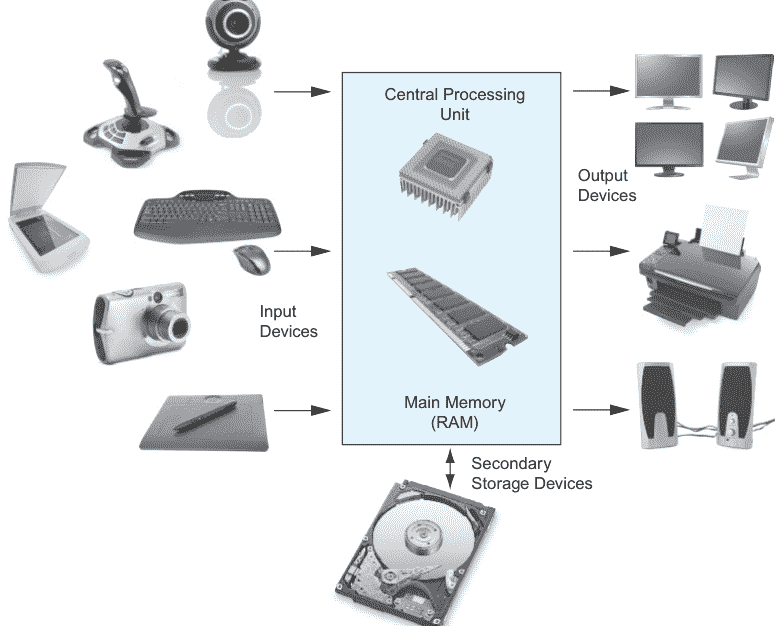 Central Processing
Unit
Output
Devices
Input
Devices
Main Memory
(RAM)
Secondary
Storage Devices